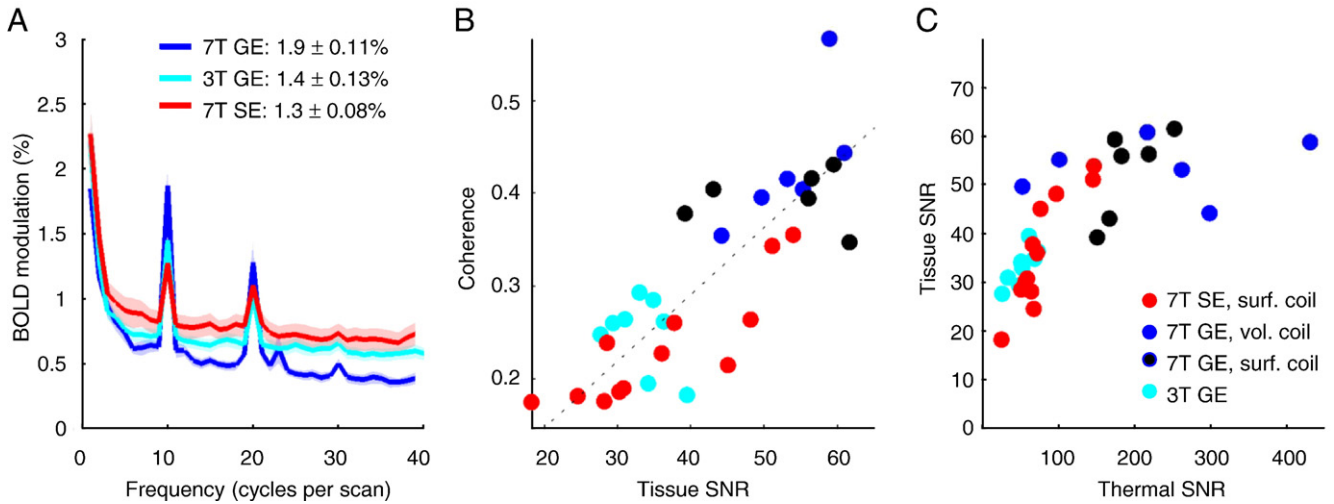 A
BOLD modulation (%)
3
2.5
2
1.5
1
0.5
0
7T GE: 1.9 ± 0.11%
3T GE: 1.4 ± 0.13%
7T SE: 1.3 ± 0.08%
0 10 20 30 40
Frequency (cycles per scan)
B
Coherence
0.5
0.4
0.3
0.2
20 30 40 50 60
Tissue SNR
C
Tissue SNR
70
60
50
40
30
20
10
0
7T SE, surf. coil
7T GE, vol. coil
7T GE, surf. coil
3T GE
100 200 300 400
Thermal SNR